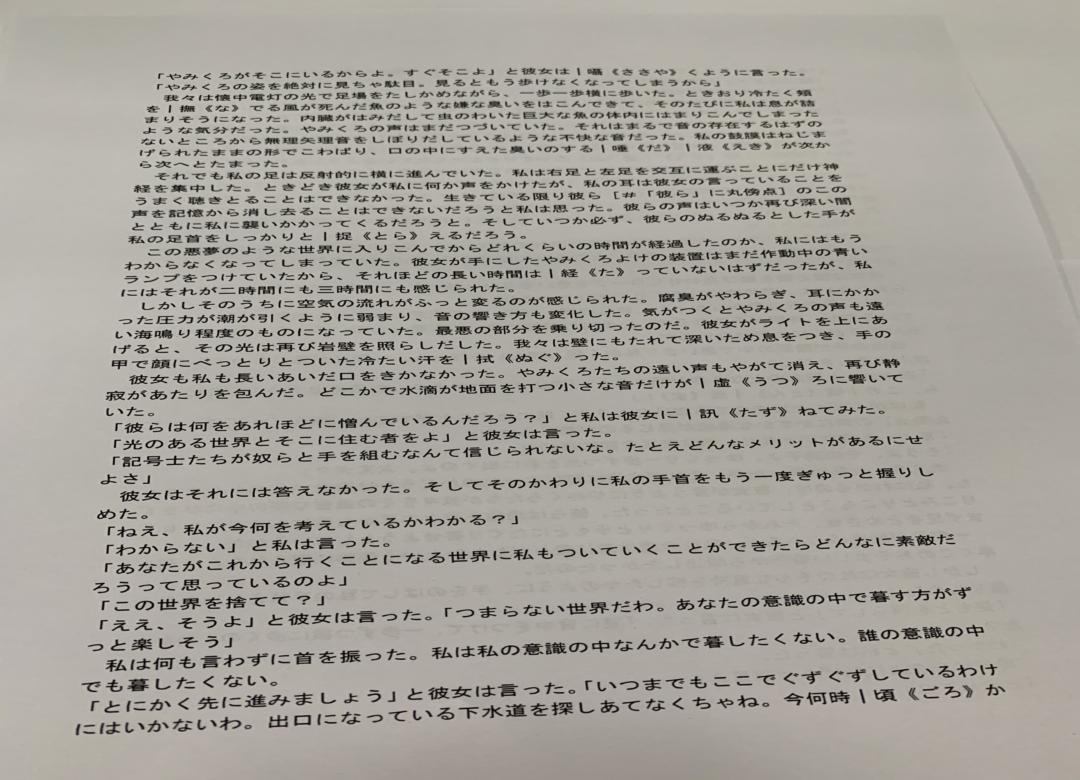 「やみくろがそこにいるからよ。すぐそこよ」と彼女は｜囁《ささや》くように言った。
「やみくろの姿を絶対に見ちゃ駄目。見るともう歩けなくなってしまうから」
　我々は懐中電灯の光で足場をたしかめながら、一歩一歩横に歩いた。ときおり冷たく頬
を｜撫《な》でる風が死んだ魚のような嫌な臭いをはこんできて、そのたびに私は息が詰
まりそうになった。内臓がはみだして虫のわいた巨大な魚の体内にはまりこんでしまった
ような気分だった。やみくろの声はまだつづいていた。それはまるで音の存在するはずの
ないところから無理矢理音をしぼりだしているような不快な音だった。私の鼓膜はねじま
げられたままの形でこわばり、口の中にすえた臭いのする｜唾《だ》｜液《えき》が次か
ら次へとたまった。
　それでも私の足は反射的に横に進んでいた。私は右足と左足を交互に運ぶことにだけ神
経を集中した。ときどき彼女が私に何か声をかけたが、私の耳は彼女の言っていることを
うまく聴きとることはできなかった。生きている限り彼ら［＃「彼ら」に丸傍点］のこの
声を記憶から消し去ることはできないだろうと私は思った。彼らの声はいつか再び深い闇
とともに私に襲いかかってくるだろうと。そしていつか必ず、彼らのぬるぬるとした手が
私の足首をしっかりと｜捉《とら》えるだろう。
　この悪夢のような世界に入りこんでからどれくらいの時間が経過したのか、私にはもう
わからなくなってしまっていた。彼女が手にしたやみくろよけの装置はまだ作動中の青い
ランプをつけていたから、それほどの長い時間は｜経《た》っていないはずだったが、私
にはそれが二時間にも三時間にも感じられた。
　しかしそのうちに空気の流れがふっと変るのが感じられた。腐臭がやわらぎ、耳にかか
った圧力が潮が引くように弱まり、音の響き方も変化した。気がつくとやみくろの声も遠
い海鳴り程度のものになっていた。最悪の部分を乗り切ったのだ。彼女がライトを上にあ
げると、その光は再び岩壁を照らしだした。我々は壁にもたれて深いため息をつき、手の
甲で顔にべっとりとついた冷たい汗を｜拭《ぬぐ》った。
　彼女も私も長いあいだ口をきかなかった。やみくろたちの遠い声もやがて消え、再び静
寂があたりを包んだ。どこかで水滴が地面を打つ小さな音だけが｜虚《うつ》ろに響いて
いた。
「彼らは何をあれほどに憎んでいるんだろう？」と私は彼女に｜訊《たず》ねてみた。
「光のある世界とそこに住む者をよ」と彼女は言った。
「記号士たちが奴らと手を組むなんて信じられないな。たとえどんなメリットがあるにせ
よさ」
　彼女はそれには答えなかった。そしてそのかわりに私の手首をもう一度ぎゅっと握りし
めた。
「ねえ、私が今何を考えているかわかる？」
「わからない」と私は言った。
「あなたがこれから行くことになる世界に私もついていくことができたらどんなに素敵だ
ろうって思っているのよ」
「この世界を捨てて？」
「ええ、そうよ」と彼女は言った。「つまらない世界だわ。あなたの意識の中で暮す方がず
っと楽しそう」
　私は何も言わずに首を振った。私は私の意識の中なんかで暮したくない。誰の意識の中
でも暮したくない。
「とにかく先に進みましょう」と彼女は言った。「いつまでもここでぐずぐずしているわけ
にはいかないわ。出口になっている下水道を探しあてなくちゃね。今何時｜頃《ごろ》か